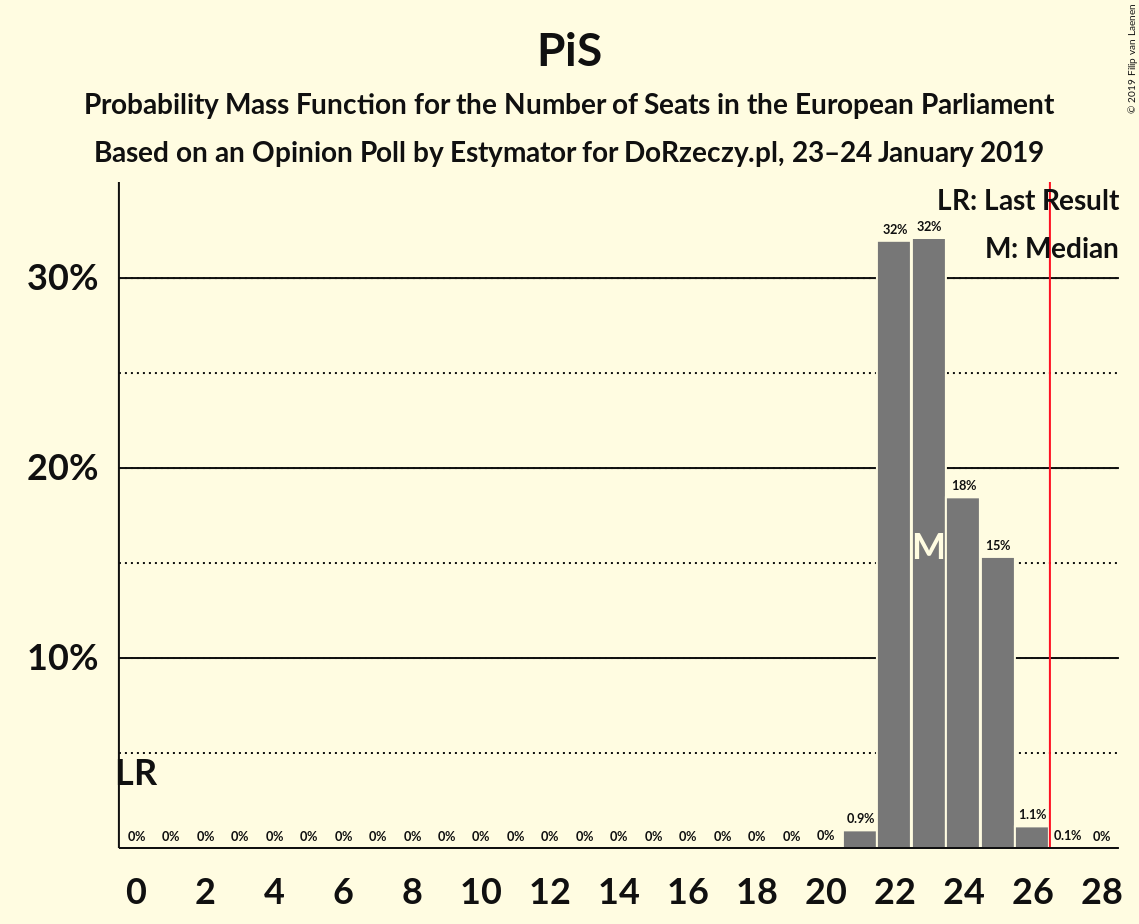 PiS
Probability Mass Function for the Number of Seats in the European Parliament
Based on an Opinion Poll by Estymator for DoRzeczy.pl, 23–24 January 2019
© 2019 Filip van Laenen
LR: Last Result
M: Median
32% 32%
30%
18%
20%
15%
M
10%
LR
0% 0% 0% 0% 0% 0% 0% 0% 0% 0% 0% 0% 0% 0% 0% 0% 0% 0% 0% 0% 0% 0.9% 1.1% 0.1% 0%
0 2 4 6 8 10 12 14 16 18 20 22 24 26 28